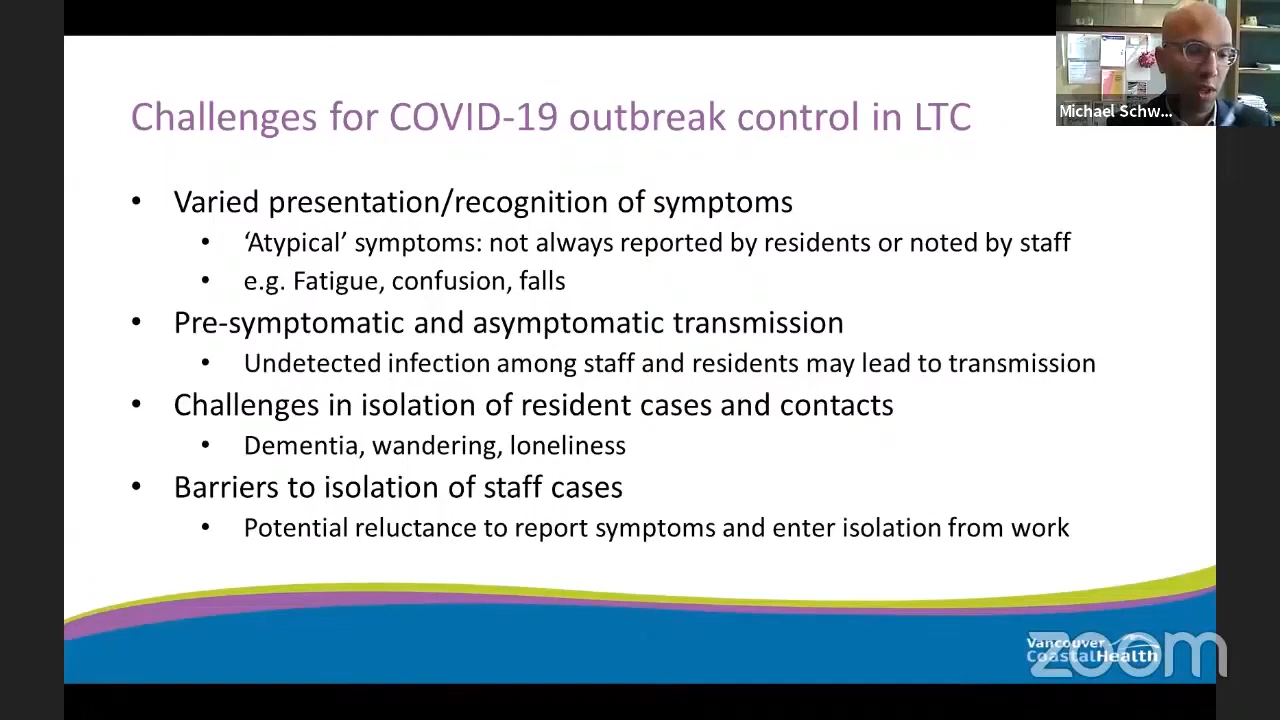 Michael Schw...
Challenges for COVID-19 outbreak control in LTC
• Varied presentation/recognition of symptoms
• ‘Atypical’ symptoms: not always reported by residents or noted by staff
• e.g. Fatigue, confusion, falls
• Pre-symptomatic and asymptomatic transmission
• Undetected infection among staff and residents may lead to transmission
• Challenges in isolation of resident cases and contacts
• Dementia, wandering, loneliness
• Barriers to isolation of staff cases
• Potential reluctance to report symptoms and enter isolation from work
Vancouver
CoastalHealth
zoom